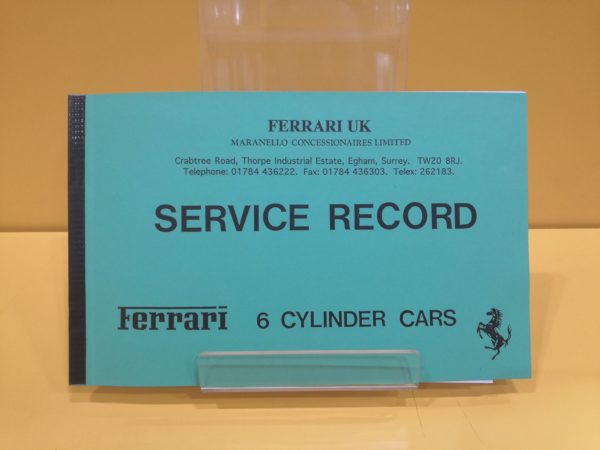 FERRARI UK
MARANELLO CONCESSIONAIRES LIMITED
Crabtree Road, Thorpe Industrial Estate, Egham, Surrey. TW20 8RJ.
Telephone: 01784 436222. Fax: 01784 436303. Telex: 262183.
SERVICE RECORD
Ferrari 6 CYLINDER CARS